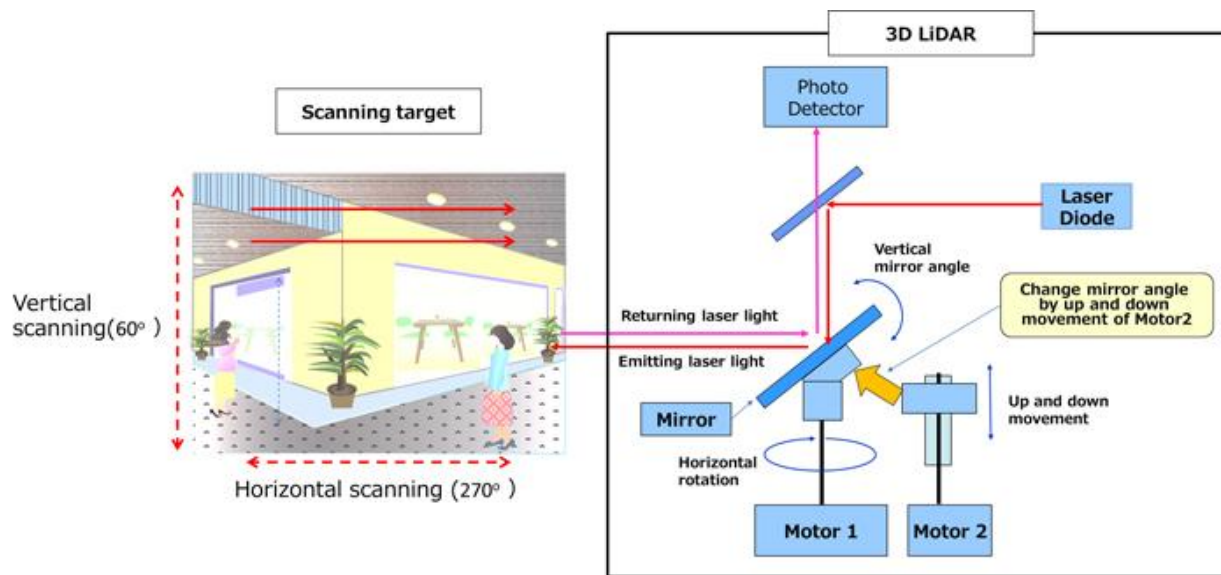 3D LiDAR
Scanning target
Photo
Detector
Laser
Diode
Vertical
mirror angle
Change mirror angle
by up and down
movement of Motor2
Vertical
scanning(60° )
Returning laser light
Emitting laser light
Mirror
Up and down
movement
Horizontal
rotation
Horizontal scanning (270° )
Motor 1
Motor 2